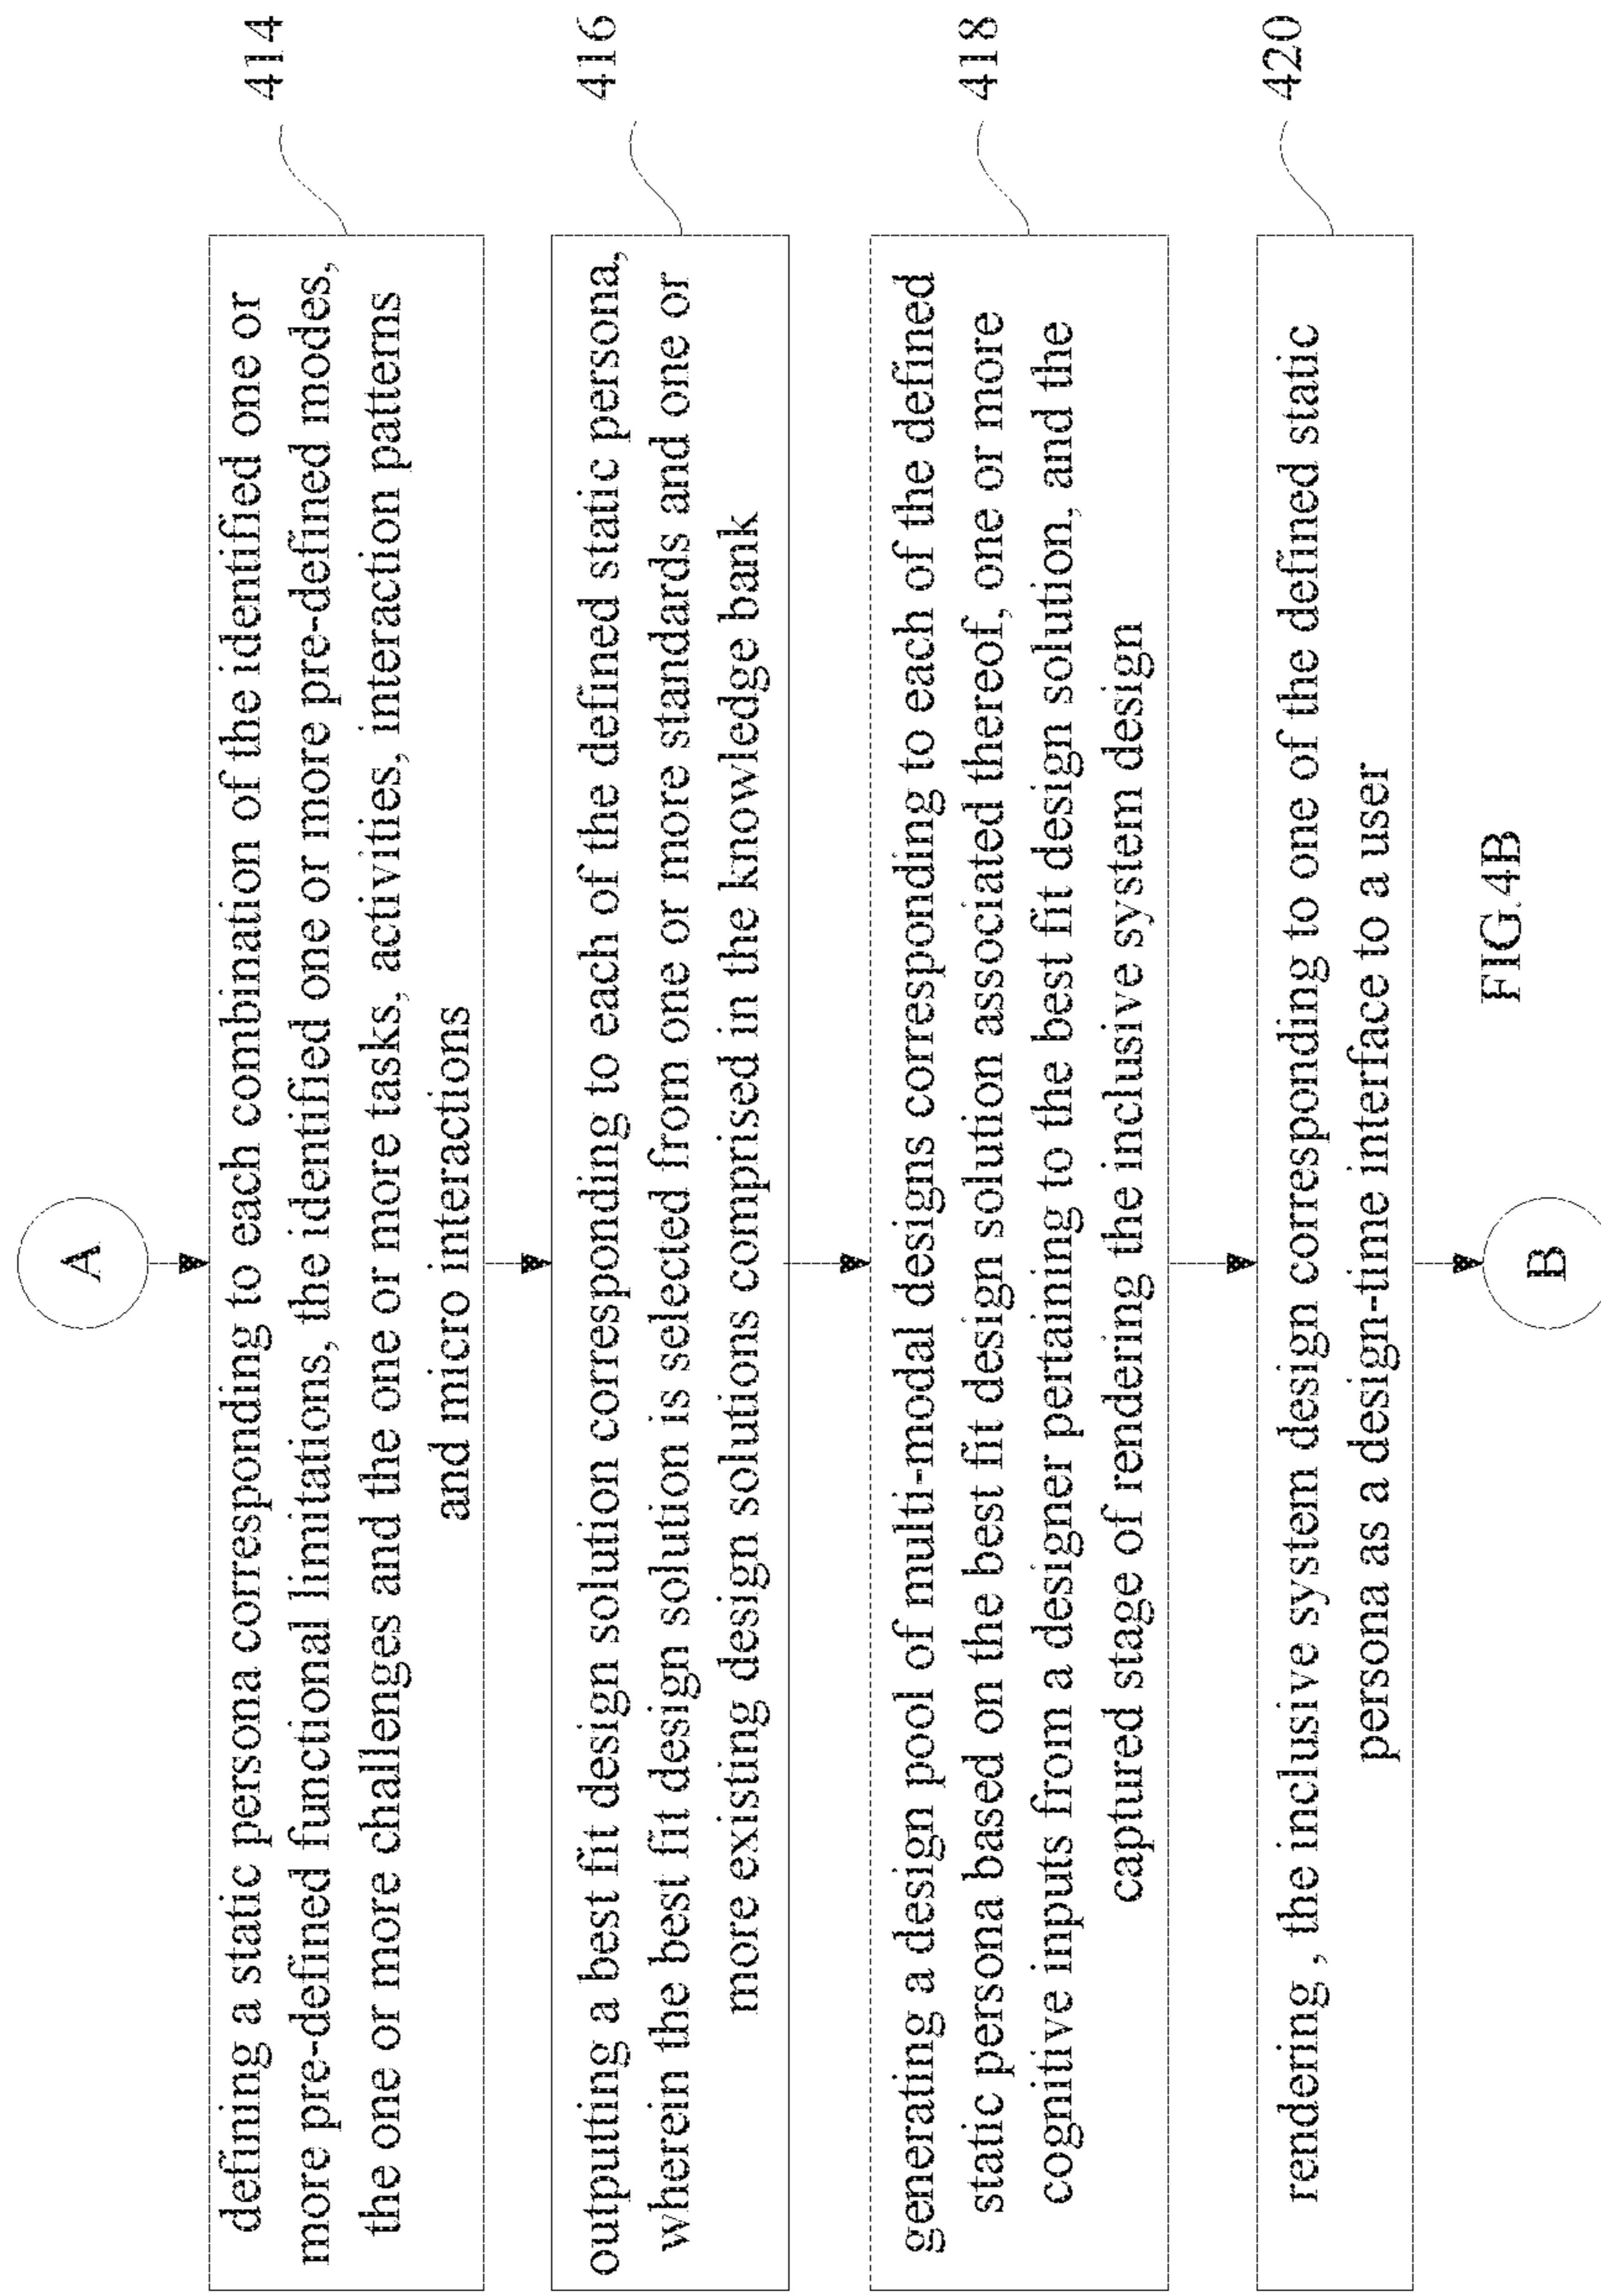 A
defining a static persona corresponding to each combination of the identified one or
more pre-defined functional limitations, the identified one or more pre-defined modes,
the one or more challenges and the one or more tasks, activities, interaction patterns
and micro interactions
414
outputting a best fit design solution corresponding to each of the defined static persona,
wherein the best fit design solution is selected from one or more standards and one or
more existing design solutions comprised in the knowledge bank
416
generating a design pool of multi-modal designs corresponding to each of the defined
static persona based on the best fit design solution associated thereof, one or more
cognitive inputs from a designer pertaining to the best fit design solution, and the
captured stage of rendering the inclusive system design
418
rendering , the inclusive system design corresponding to one of the defined static
persona as a design-time interface to a user
420
B
FIG.4B